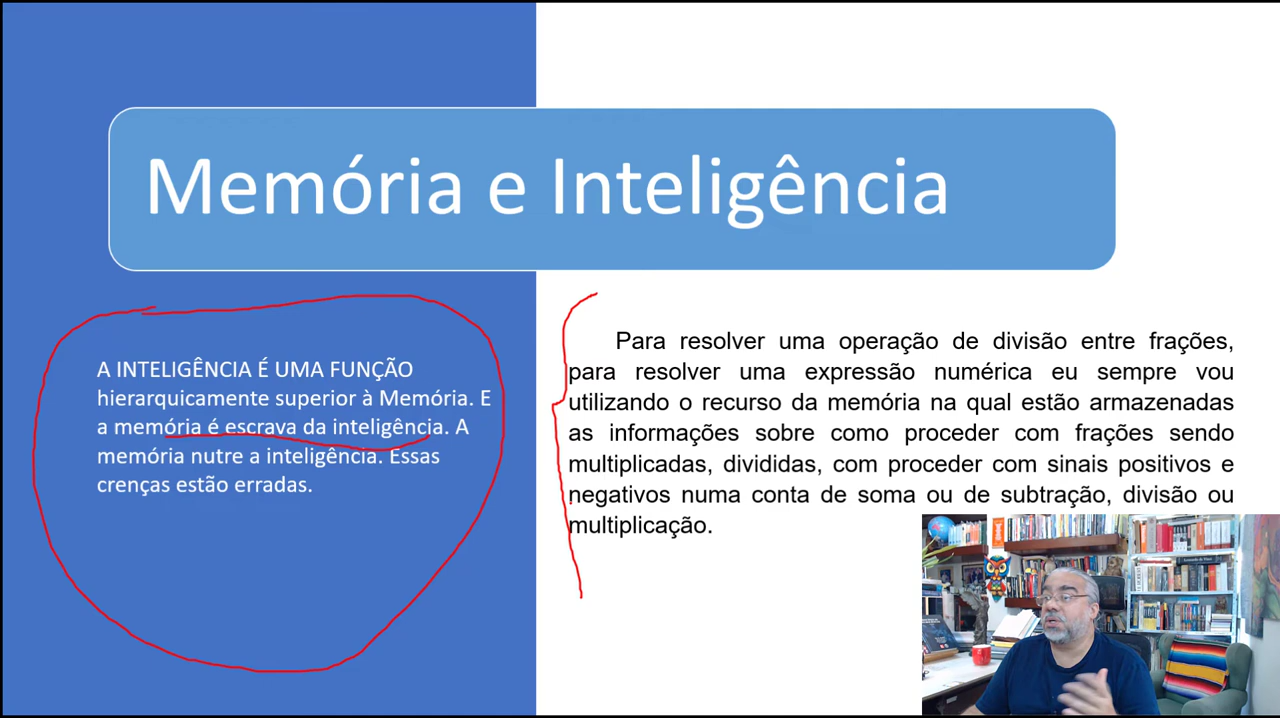 Memória e Inteligência
A INTELIGÊNCIA É UMA FUNÇÃO
hierarquicamente superior à Memória. E
a memória é escrava da inteligência. A
memória nutre a inteligência. Essas
crenças estão erradas.
Para resolver uma operação de divisão entre frações,
para resolver uma expressão numérica eu sempre vou
utilizando o recurso da memória na qual estão armazenadas
as informações sobre como proceder com frações sendo
multiplicadas, divididas, com proceder com sinais positivos e
negativos numa conta de soma ou de subtração, divisão ou
multiplicação.